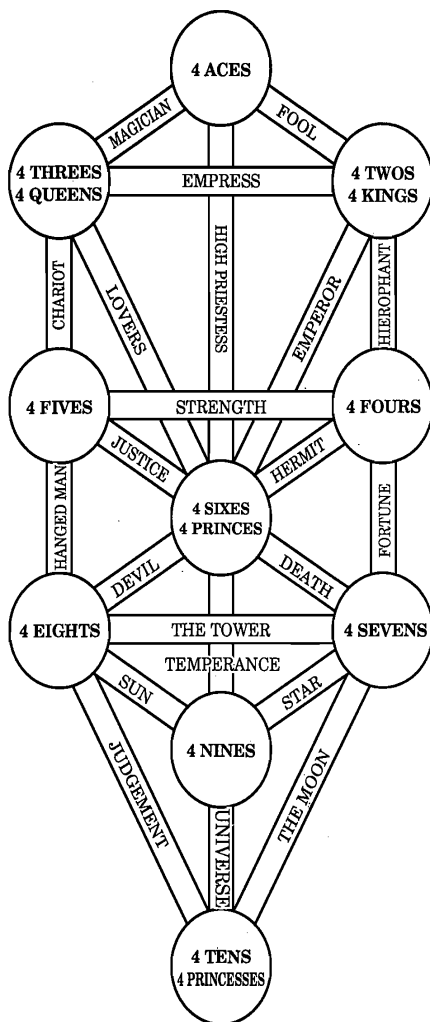 4 ACES
MAGICIAN
FOOL
4 THREES
4 QUEENS
EMPRESS
4 TWOS
4 KINGS
CHARIOT
LOVERS
HIGH PRIESTESS
EMPEROR
HIEROPHANT
4 FIVES
STRENGTH
4 FOURS
JUSTICE
HERMIT
HANGED MAN
4 SIXES
4 PRINCES
FORTUNE
DEVIL
DEATH
4 EIGHTS
THE TOWER
4 SEVENS
TEMPERANCE
SUN
STAR
4 NINES
JUDGEMENT
UNIVERSE
THE MOON
4 TENS
4 PRINCESSES